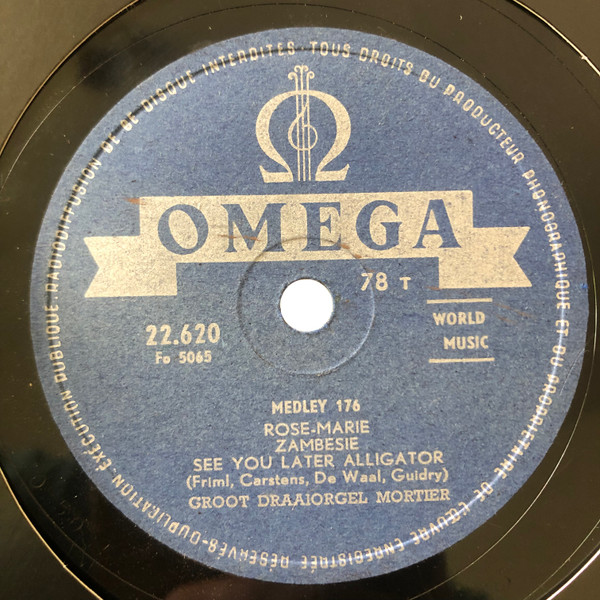 TOUS DROITS DU PRODUCTEUR PHONOGRAPHIQUE ET DU PROPRIÉTAIRE DE L'ŒUVRE ENREGISTRÉE RÉSERVÉS-DUPLICATION-EXÉCUTION PUBLIQUE-RADIODIFFUSION DE CE DISQUE INTERDITES-
Ω
OMEGA
78 T
22.620
Fo 5065
WORLD
MUSIC
MEDLEY 176
ROSE-MARIE
ZAMBESIE
SEE YOU LATER ALLIGATOR
(Friml, Carstens, De Waal, Guidry)
GROOT DRAAIORGEL MORTIER